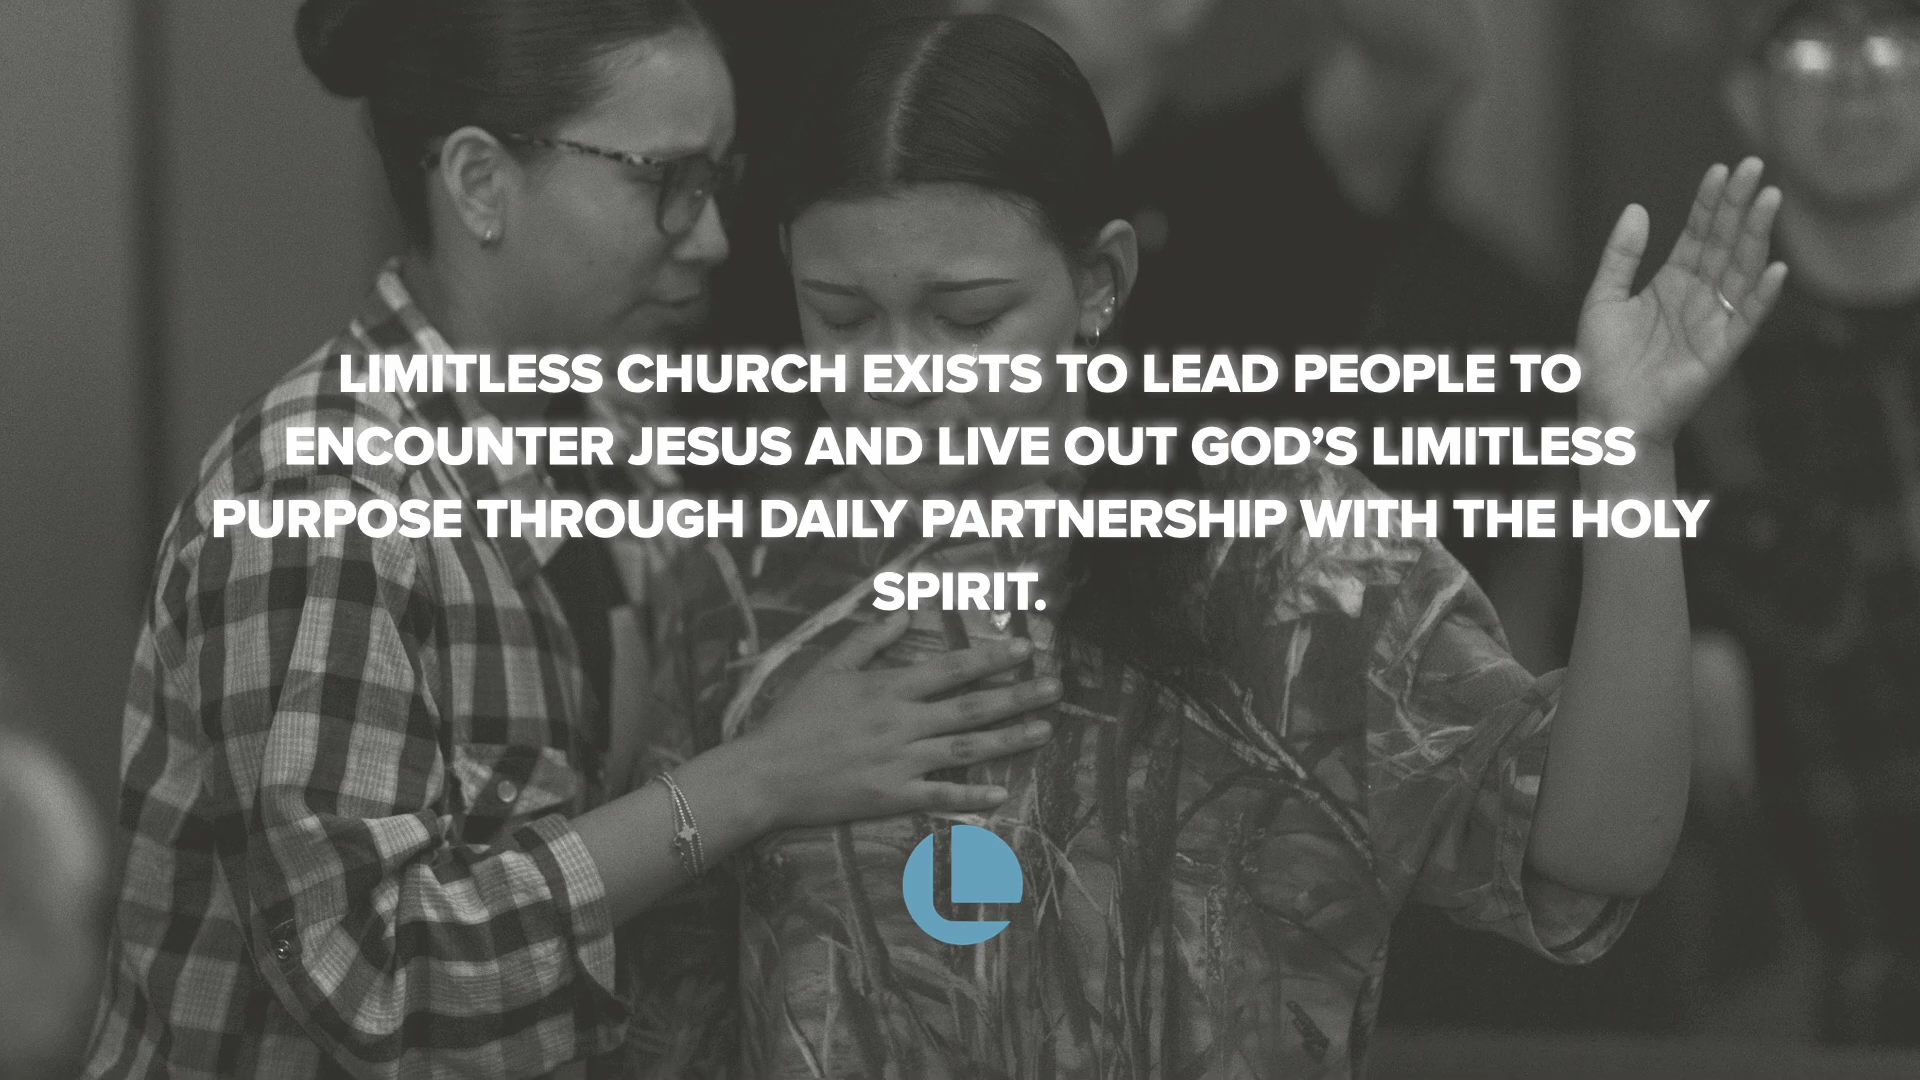 LIMITLESS CHURCH EXISTS TO LEAD PEOPLE TO
ENCOUNTER JESUS AND LIVE OUT GOD’S LIMITLESS
PURPOSE THROUGH DAILY PARTNERSHIP WITH THE HOLY
SPIRIT.